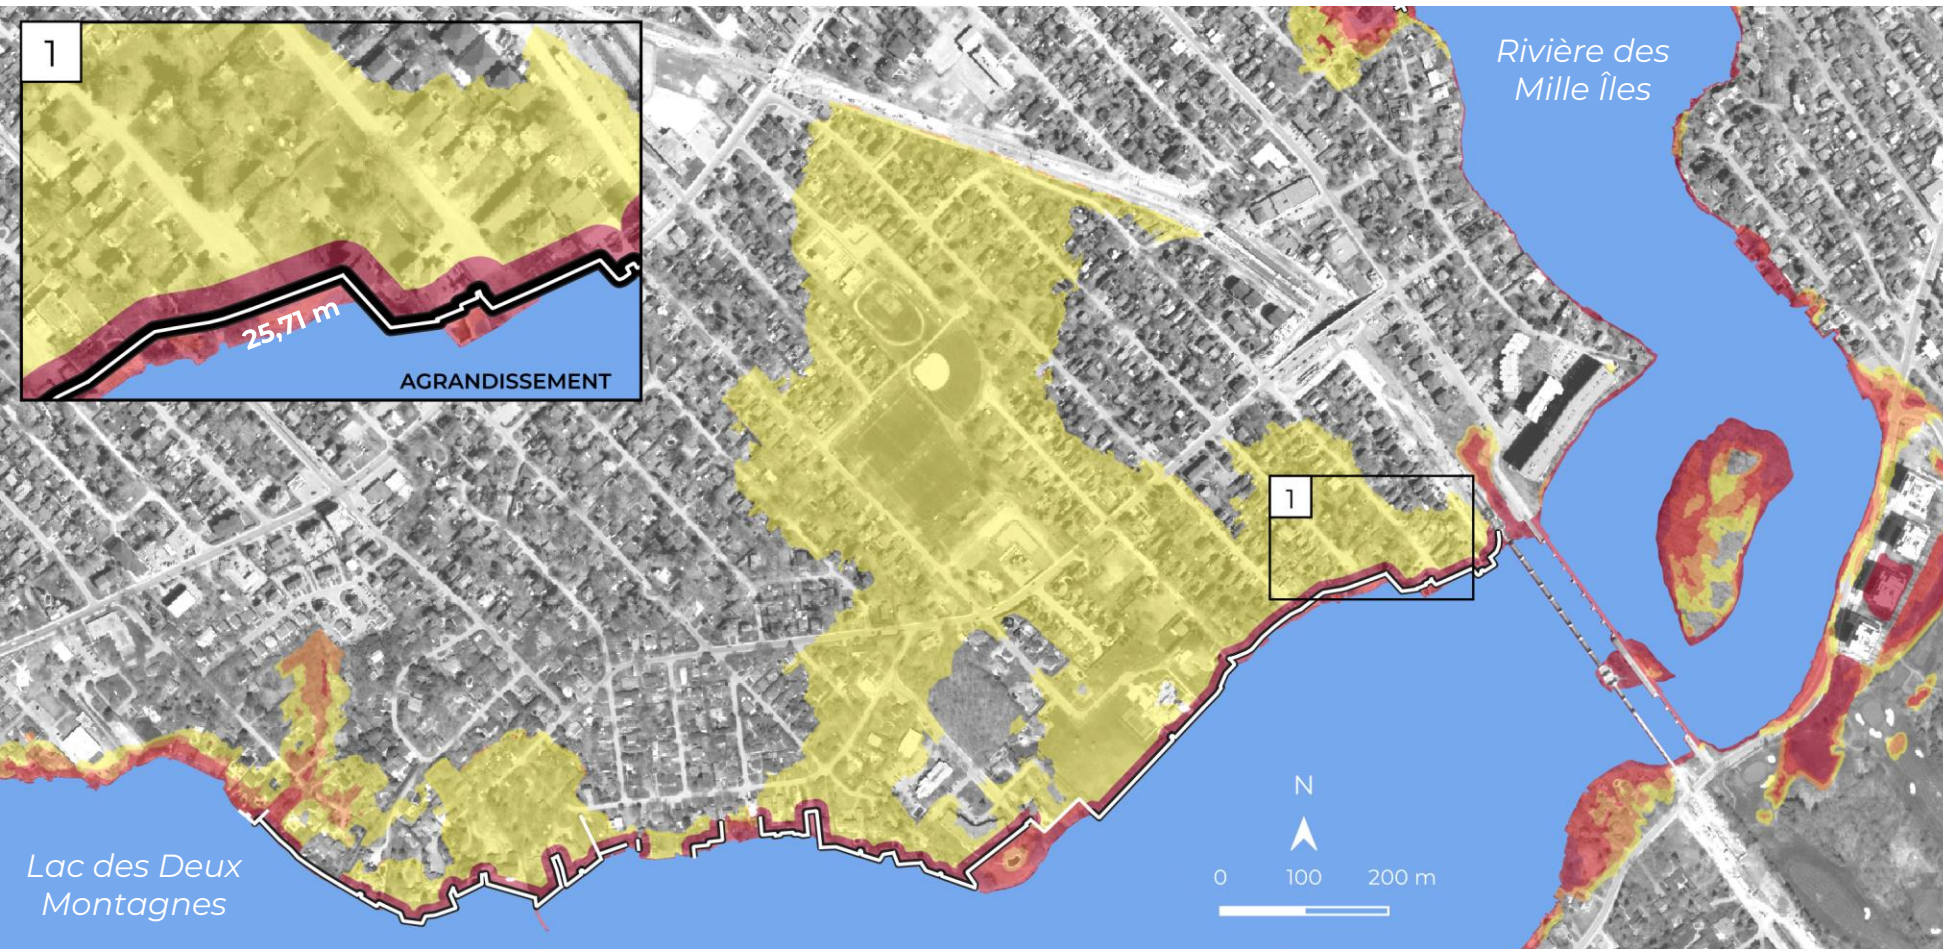 1
25,71 m
AGRANDISSEMENT
Rivière des
Mille Îles
1
Lac des Deux
Montagnes
N
0 100 200 m